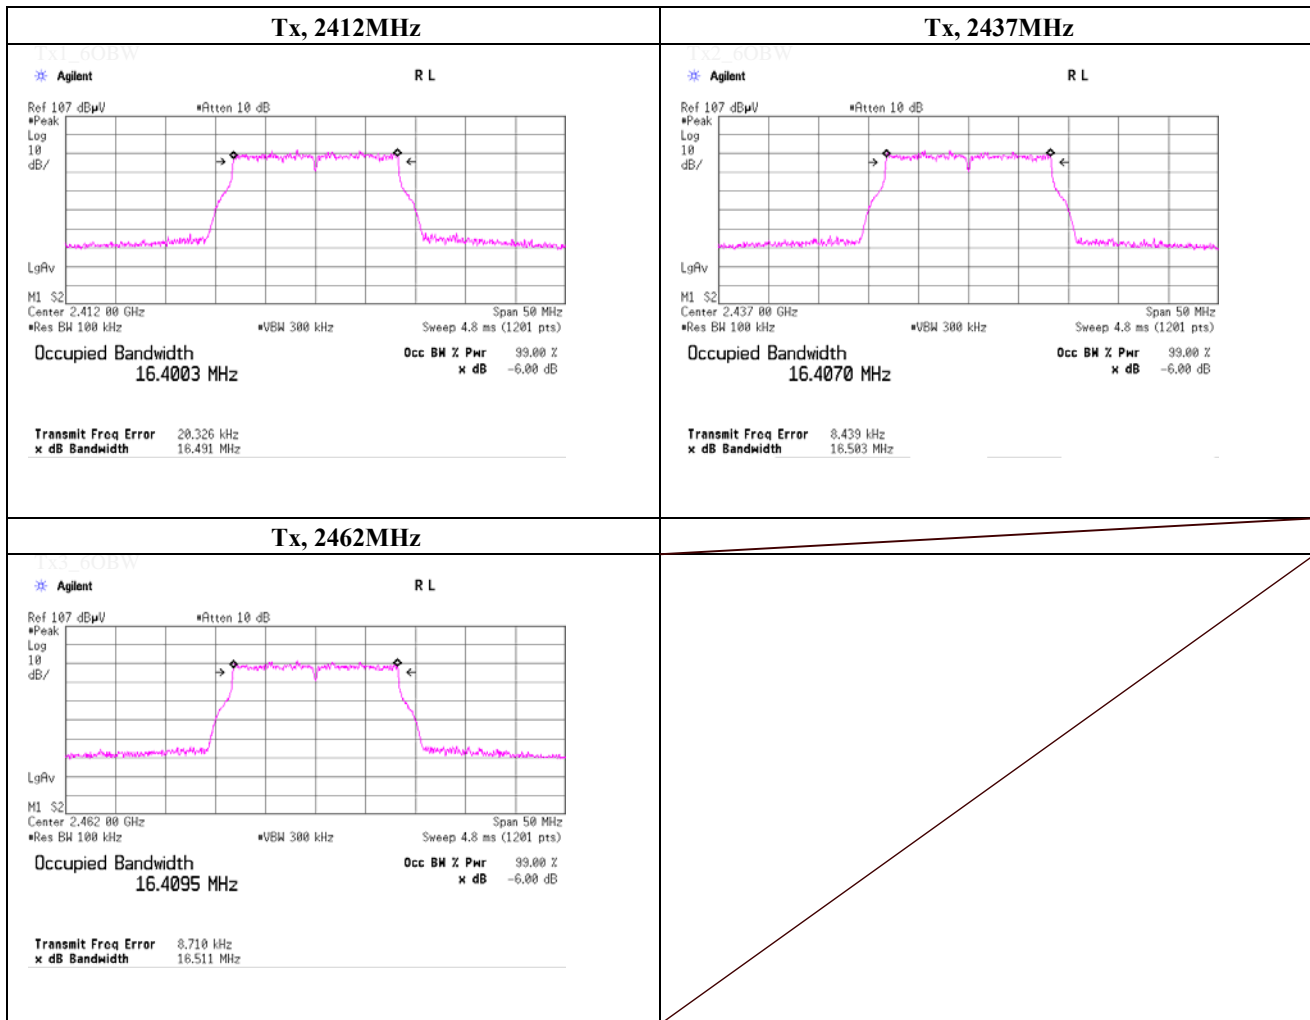 Tx, 2412MHz
Tx1_6OBW
Agilent
R L
Ref 107 dBµV
#Atten 10 dB
#Peak
Log
10
dB/
LgAv
M1 S2
Center 2.412 00 GHz
Span 50 MHz
#Res BW 100 kHz
#VBW 300 kHz
Sweep 4.8 ms (1201 pts)
Occupied Bandwidth
16.4003 MHz
Occ BW % Pwr 99.00 %
x dB -6.00 dB
Transmit Freq Error 20.326 kHz
x dB Bandwidth 16.491 MHz
Tx, 2437MHz
Tx2_6OBW
Agilent
R L
Ref 107 dBµV
#Atten 10 dB
#Peak
Log
10
dB/
LgAv
M1 S2
Center 2.437 00 GHz
Span 50 MHz
#Res BW 100 kHz
#VBW 300 kHz
Sweep 4.8 ms (1201 pts)
Occupied Bandwidth
16.4070 MHz
Occ BW % Pwr 99.00 %
x dB -6.00 dB
Transmit Freq Error 8.439 kHz
x dB Bandwidth 16.503 MHz
Tx, 2462MHz
Tx3_6OBW
Agilent
R L
Ref 107 dBµV
#Atten 10 dB
#Peak
Log
10
dB/
LgAv
M1 S2
Center 2.462 00 GHz
Span 50 MHz
#Res BW 100 kHz
#VBW 300 kHz
Sweep 4.8 ms (1201 pts)
Occupied Bandwidth
16.4095 MHz
Occ BW % Pwr 99.00 %
x dB -6.00 dB
Transmit Freq Error 8.710 kHz
x dB Bandwidth 16.511 MHz